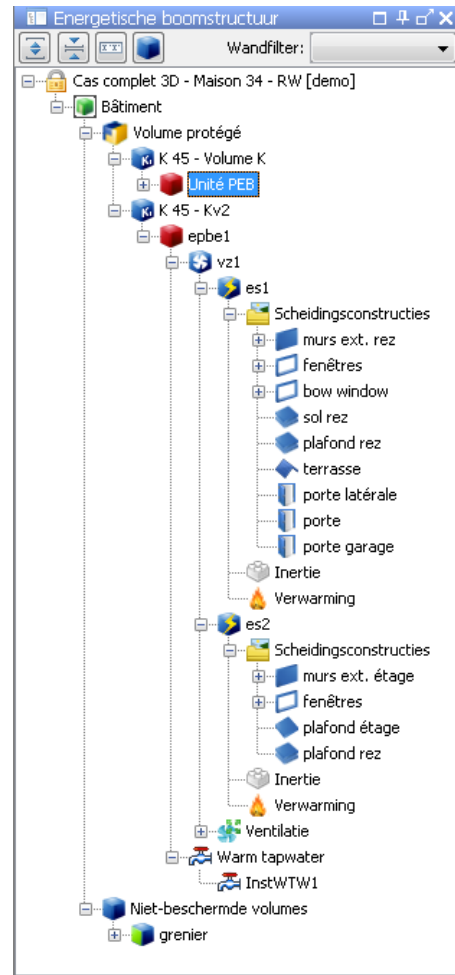 Energetische boomstructuur
Wandfilter:
Cas complet 3D - Maison 34 - RW [demo]
Bâtiment
Volume protégé
K 45 - Volume K
Unité PEB
K 45 - Kv2
epbe1
vz1
es1
Scheidingsconstructies
murs ext. rez
fenêtres
bow window
sol rez
plafond rez
terrasse
porte latérale
porte
porte garage
Inertie
Verwarming
es2
Scheidingsconstructies
murs ext. étage
fenêtres
plafond étage
plafond rez
Inertie
Verwarming
Ventilatie
Warm tapwater
InstWTW1
Niet-beschermde volumes
grenier